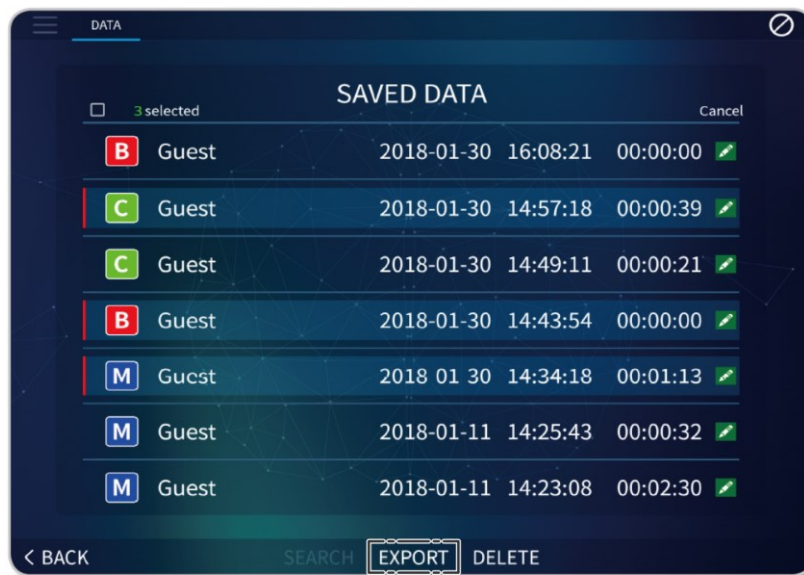 DATA
SAVED DATA
3 selected Cancel
B Guest 2018-01-30 16:08:21 00:00:00
C Guest 2018-01-30 14:57:18 00:00:39
C Guest 2018-01-30 14:49:11 00:00:21
B Guest 2018-01-30 14:43:54 00:00:00
M Guest 2018 01 30 14:34:18 00:01:13
M Guest 2018-01-11 14:25:43 00:00:32
M Guest 2018-01-11 14:23:08 00:02:30
< BACK SEARCH EXPORT DELETE